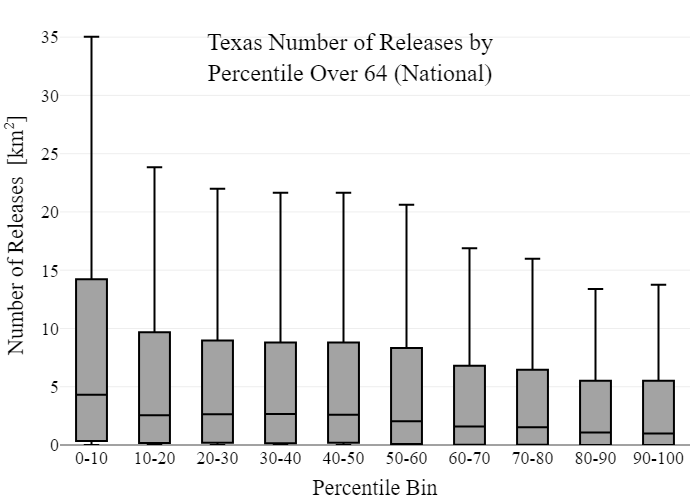 Texas Number of Releases by
Percentile Over 64 (National)
Number of Releases [km²]
35
30
25
20
15
10
5
0
0-10 10-20 20-30 30-40 40-50 50-60 60-70 70-80 80-90 90-100
Percentile Bin